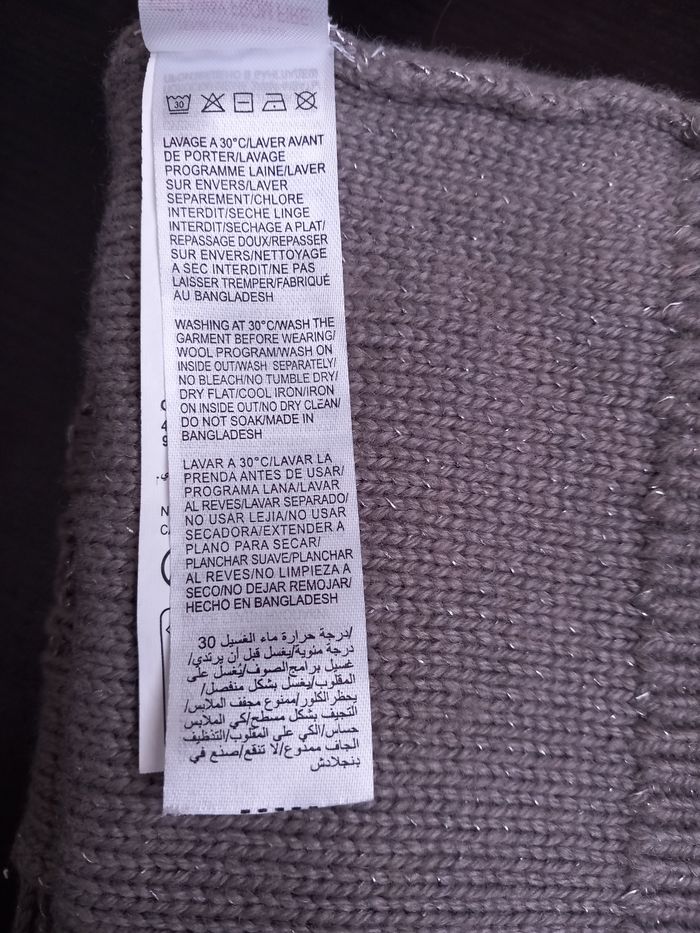 30
LAVAGE A 30°C/LAVER AVANT
DE PORTER/LAVAGE
PROGRAMME LAINE/LAVER
SUR ENVERS/LAVER
SEPAREMENT/CHLORE
INTERDIT/SECHE LINGE
INTERDIT/SECHAGE A PLAT/
REPASSAGE DOUX/REPASSER
SUR ENVERS/NETTOYAGE
A SEC INTERDIT/NE PAS
LAISSER TREMPER/FABRIQUÉ
AU BANGLADESH
WASHING AT 30°C/WASH THE
GARMENT BEFORE WEARING/
WOOL PROGRAM/WASH ON
INSIDE OUT/WASH SEPARATELY/
NO BLEACH/NO TUMBLE DRY/
DRY FLAT/COOL IRON/IRON
ON INSIDE OUT/NO DRY CLEAN/
DO NOT SOAK/MADE IN
BANGLADESH
LAVAR A 30°C/LAVAR LA
PRENDA ANTES DE USAR/
PROGRAMA LANA/LAVAR
AL REVES/LAVAR SEPARADO/
NO USAR LEJIA/NO USAR
SECADORA/EXTENDER A
PLANO PARA SECAR/
PLANCHAR SUAVE/PLANCHAR
AL REVES/NO LIMPIEZA A
SECO/NO DEJAR REMOJAR/
HECHO EN BANGLADESH
/درجة حرارة ماء الغسيل 30
درجة مئوية/يغسل قبل أن يرتدي/
غسيل برامج الصوف/يُغسل على
المقلوب/يغسل بشكل منفصل/
يحظر الكلور/ممنوع مجفف الملابس/
التجيف بشكل مسطح/كي الملابس
حساس/الكي على المقلوب/التنظيف
الجاف ممنوع/لا تنقع/صنع في
بنجلادش